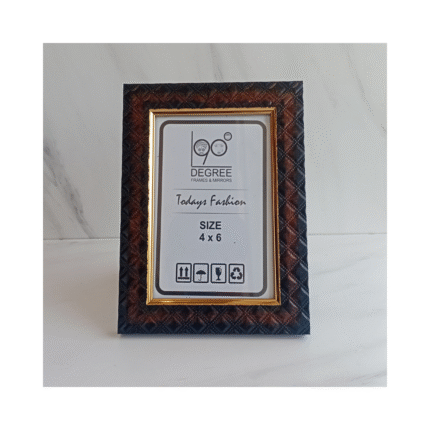 90°
DEGREE
FRAMES & MIRRORS
Todays Fashion
SIZE
4 x 6